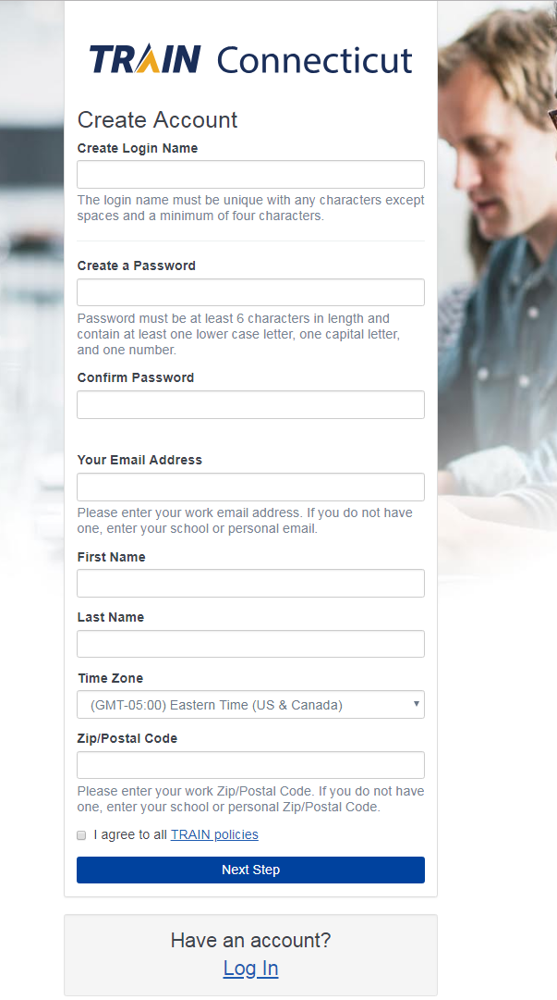 TRAIN Connecticut
Create Account
Create Login Name
The login name must be unique with any characters except
spaces and a minimum of four characters.
Create a Password
Password must be at least 6 characters in length and
contain at least one lower case letter, one capital letter,
and one number.
Confirm Password
Your Email Address
Please enter your work email address. If you do not have
one, enter your school or personal email.
First Name
Last Name
Time Zone
(GMT-05:00) Eastern Time (US & Canada)
Zip/Postal Code
Please enter your work Zip/Postal Code. If you do not have
one, enter your school or personal Zip/Postal Code.
I agree to all TRAIN policies
Next Step
Have an account?
Log In